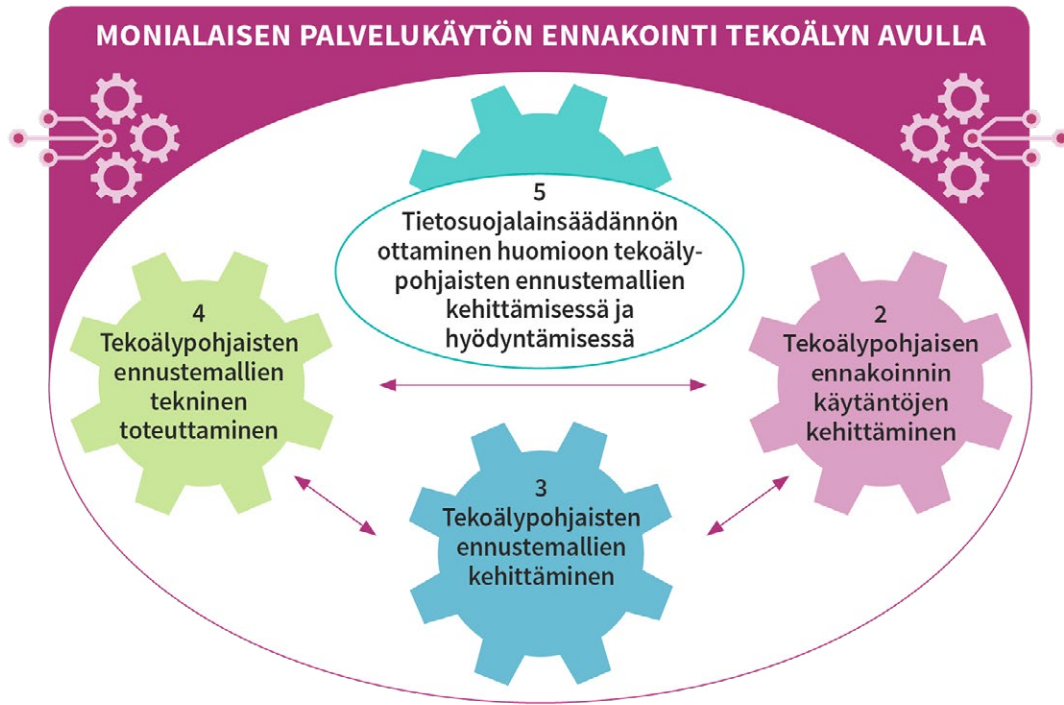 MONIALAISEN PALVELUKÄYTÖN ENNAKOINTI TEKOÄLYN AVULLA
5
Tietosuojalainsäädännön
ottaminen huomioon tekoäly-
pohjaisten ennustemallien
kehittämisessä ja
hyödyntämisessä
4
Tekoälypohjaisten
ennustemallien
tekninen
toteuttaminen
2
Tekoälypohjaisen
ennakoinnin
käytäntöjen
kehittäminen
3
Tekoälypohjaisten
ennustemallien
kehittäminen